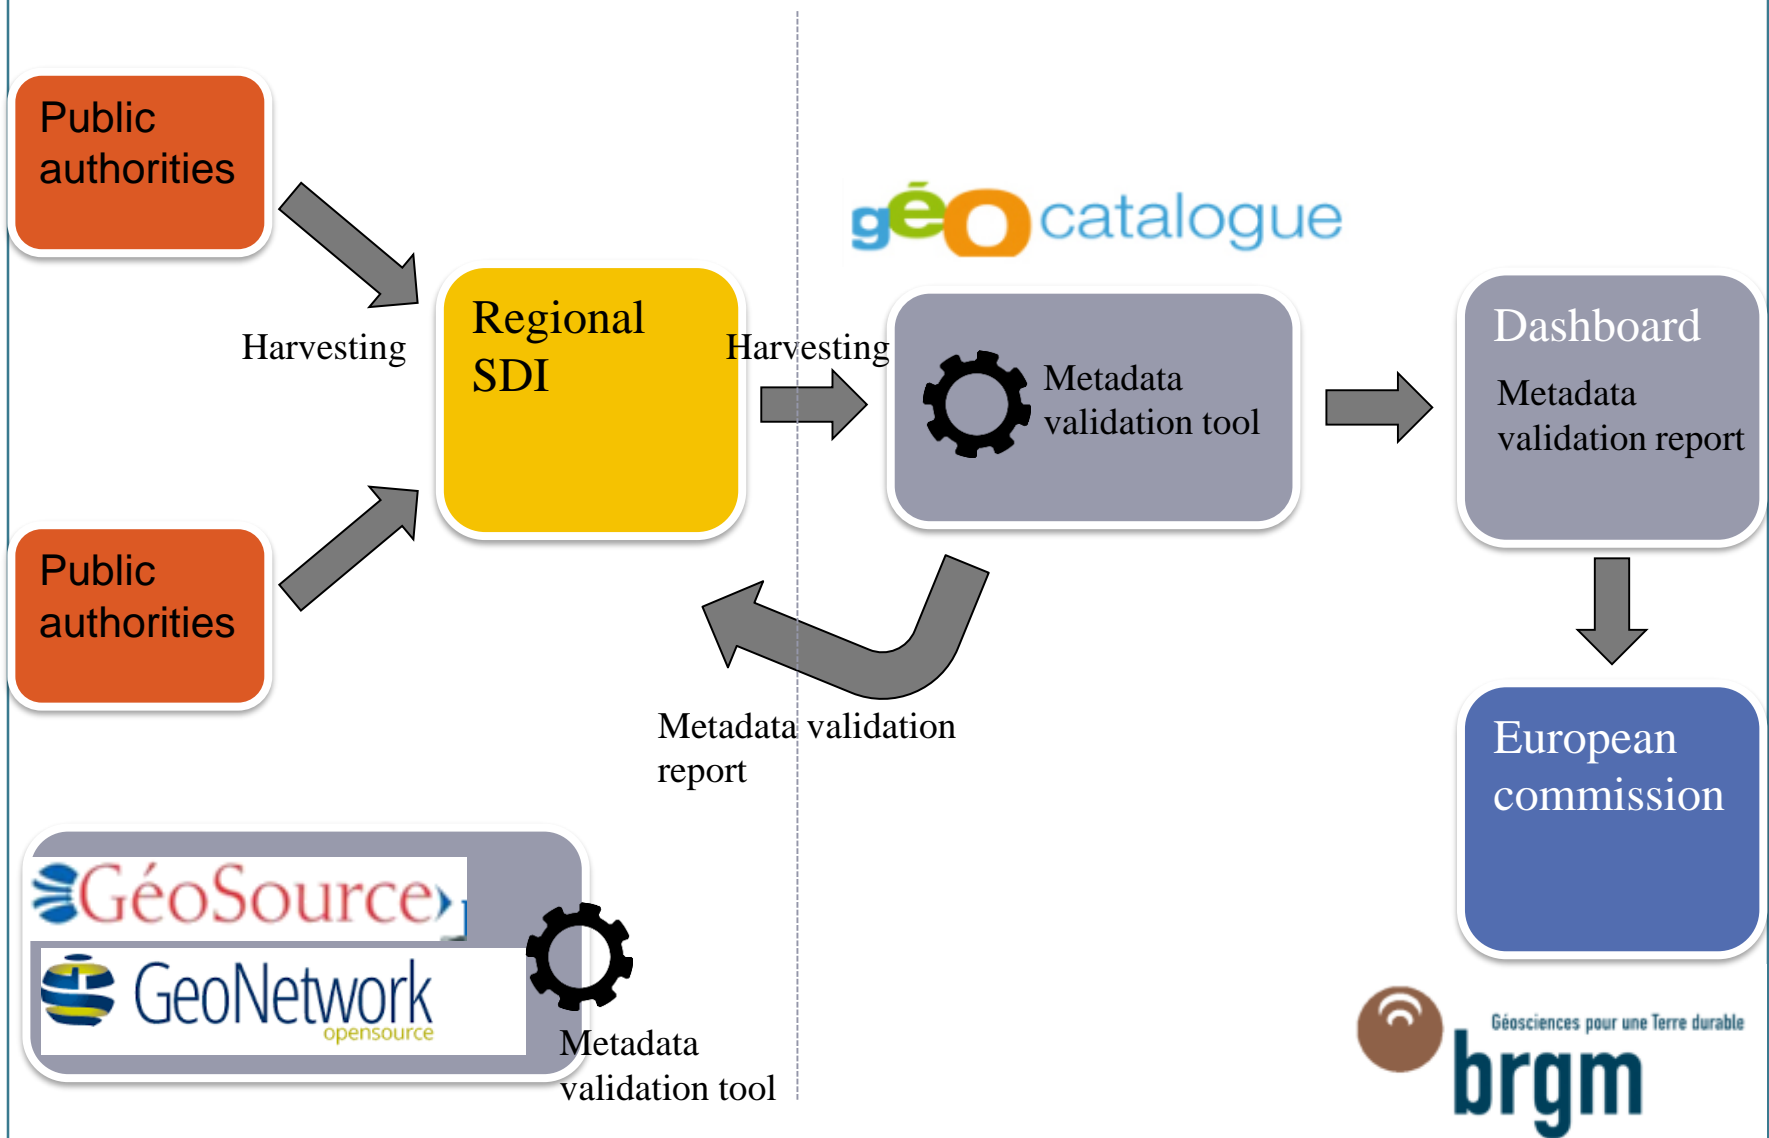 Public
authorities
géo catalogue
Regional
SDI
Harvesting
Harvesting
Metadata
validation tool
Dashboard
Metadata
validation report
Public
authorities
Metadata validation
report
European
commission
GéoSource
GeoNetwork
opensource
Metadata
validation tool
Géosciences pour une Terre durable
brgm